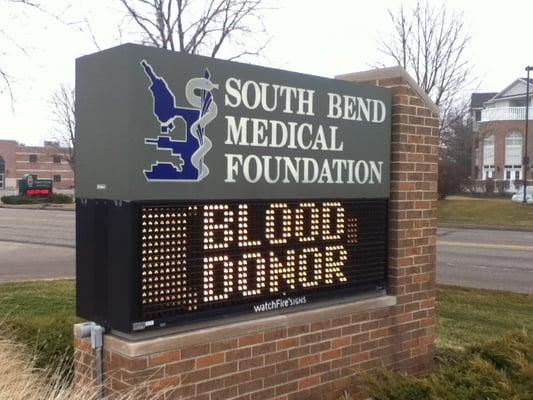 SOUTH BEND
MEDICAL
FOUNDATION
BLOOD
DONOR
watchFire SIGNS